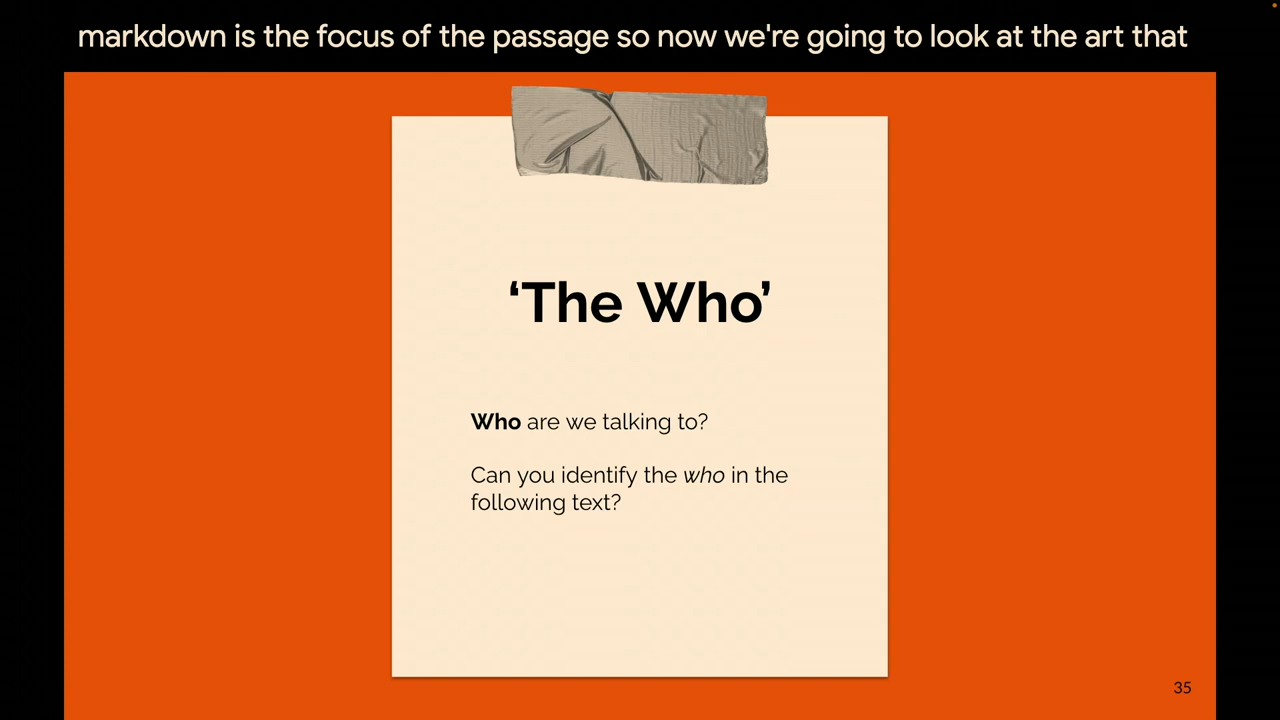 markdown is the focus of the passage so now we're going to look at the art that
‘The Who’
Who are we talking to?
Can you identify the who in the
following text?
35